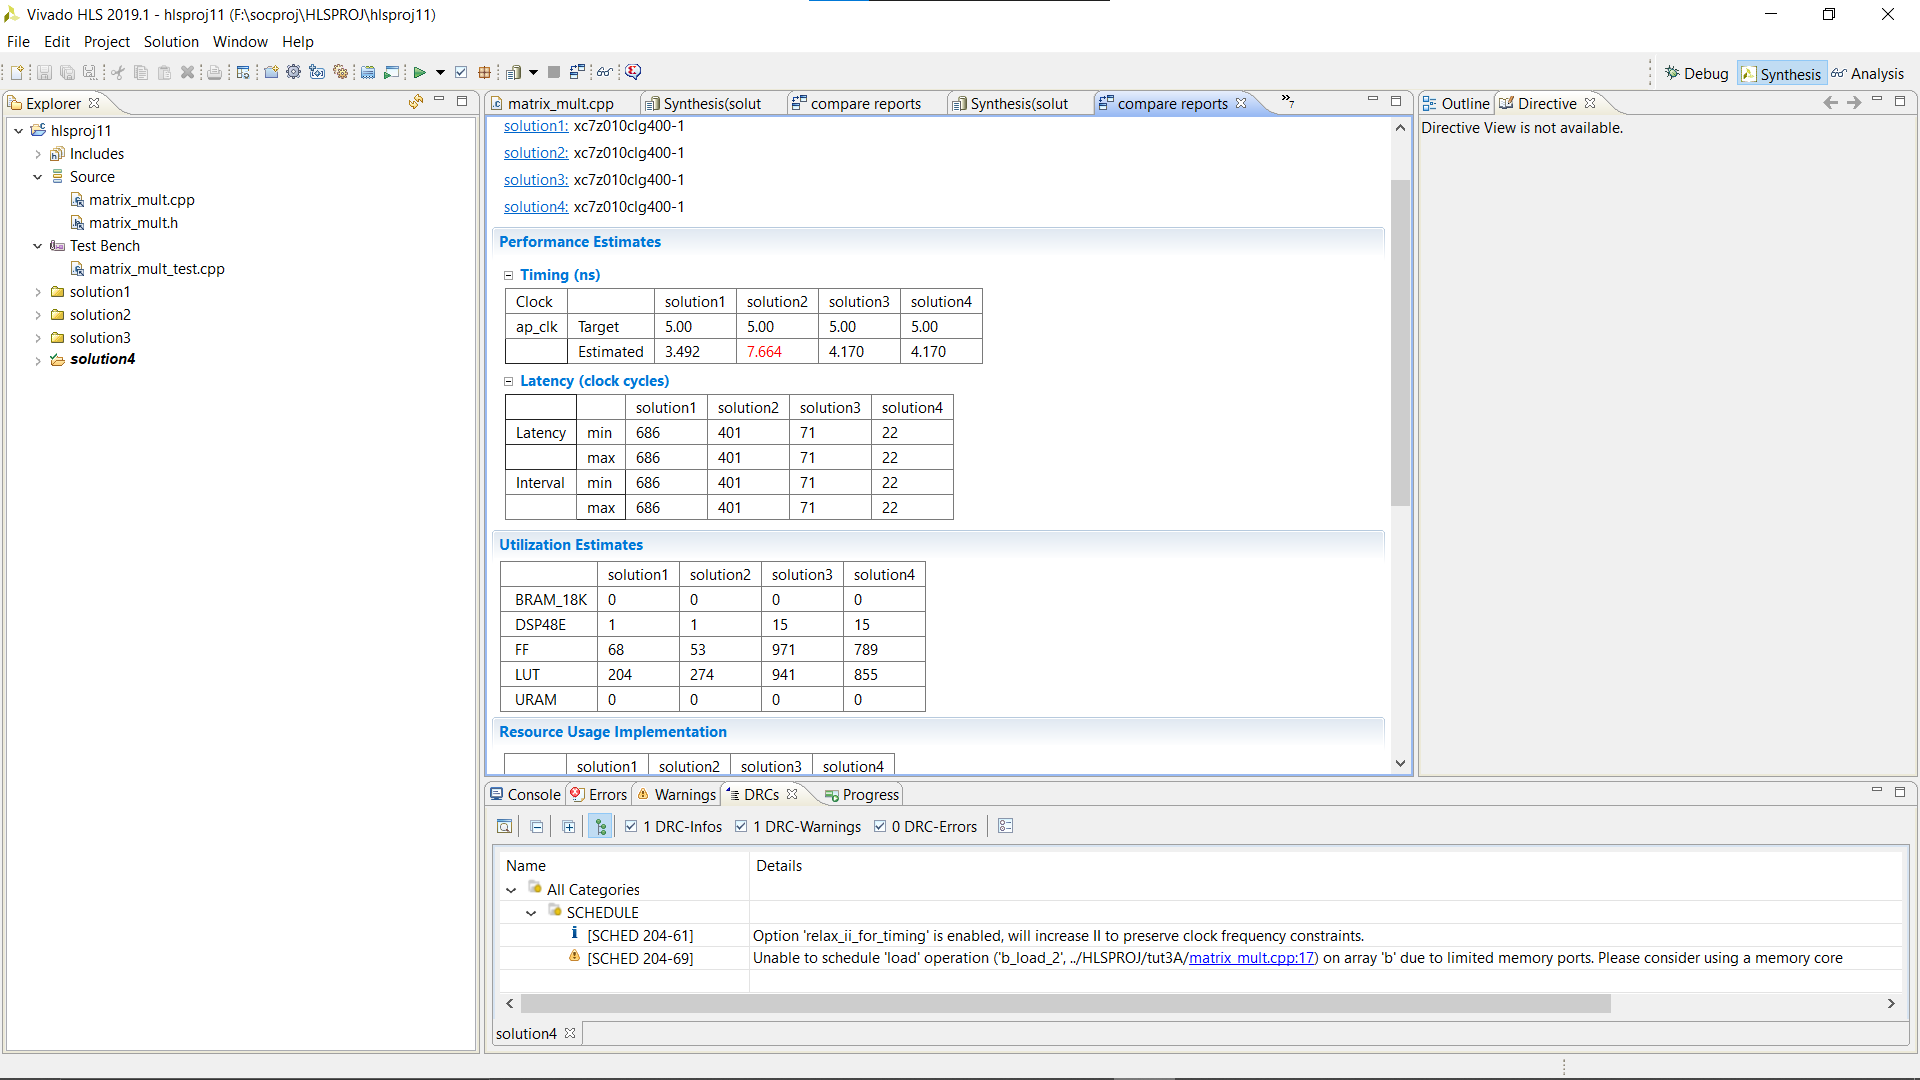 Vivado HLS 2019.1 - hlsproj11 (F:\socproj\HLSPROJ\hlsproj11)
File Edit Project Solution Window Help
Debug Synthesis Analysis
Explorer
hlsproj11
Includes
Source
matrix_mult.cpp
matrix_mult.h
Test Bench
matrix_mult_test.cpp
solution1
solution2
solution3
solution4
matrix_mult.cpp Synthesis(solut compare reports Synthesis(solut compare reports »7
solution1: xc7z010clg400-1
solution2: xc7z010clg400-1
solution3: xc7z010clg400-1
solution4: xc7z010clg400-1
Performance Estimates
Timing (ns)
Clock solution1 solution2 solution3 solution4
ap_clk Target 5.00 5.00 5.00 5.00
Estimated 3.492 7.664 4.170 4.170
Latency (clock cycles)
solution1 solution2 solution3 solution4
Latency min 686 401 71 22
max 686 401 71 22
Interval min 686 401 71 22
max 686 401 71 22
Utilization Estimates
solution1 solution2 solution3 solution4
BRAM_18K 0 0 0 0
DSP48E 1 1 15 15
FF 68 53 971 789
LUT 204 274 941 855
URAM 0 0 0 0
Resource Usage Implementation
solution1 solution2 solution3 solution4
Outline Directive
Directive View is not available.
Console Errors Warnings DRCs Progress
1 DRC-Infos 1 DRC-Warnings 0 DRC-Errors
Name Details
All Categories
SCHEDULE
[SCHED 204-61] Option 'relax_ii_for_timing' is enabled, will increase II to preserve clock frequency constraints.
[SCHED 204-69] Unable to schedule 'load' operation ('b_load_2', ../HLSPROJ/tut3A/matrix_mult.cpp:17) on array 'b' due to limited memory ports. Please consider using a memory core
solution4